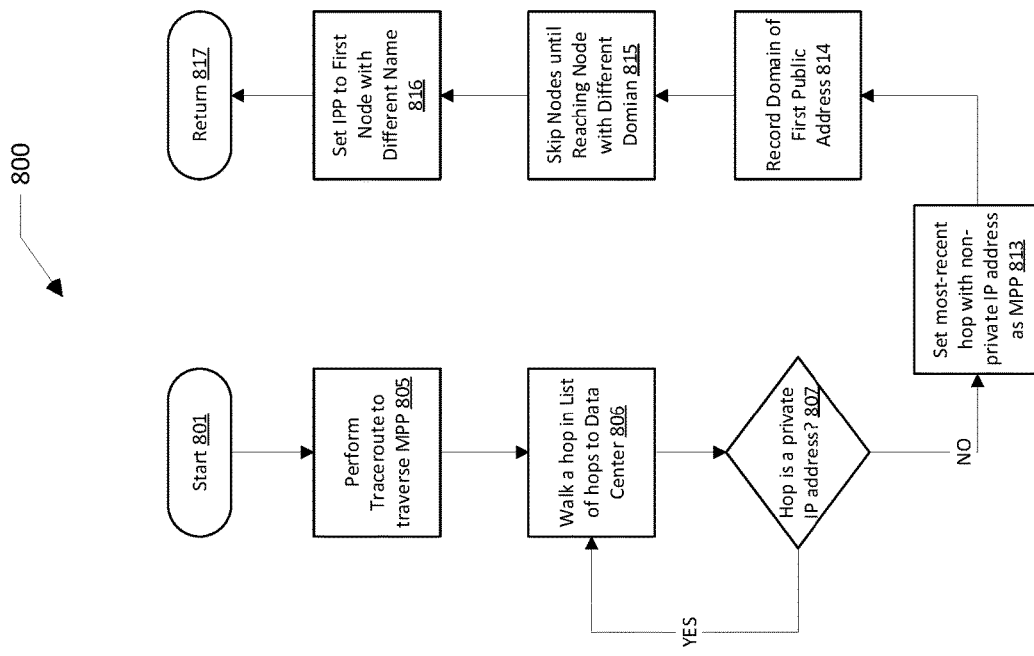 800
Start 801
Perform
Traceroute to
traverse MPP 805
Walk a hop in List
of hops to Data
Center 806
Hop is a private
IP address? 807
YES
NO
Set most-recent
hop with non-
private IP address
as MPP 813
Record Domain of
First Public
Address 814
Skip Nodes until
Reaching Node
with Different
Domian 815
Set IPP to First
Node with
Different Name
816
Return 817